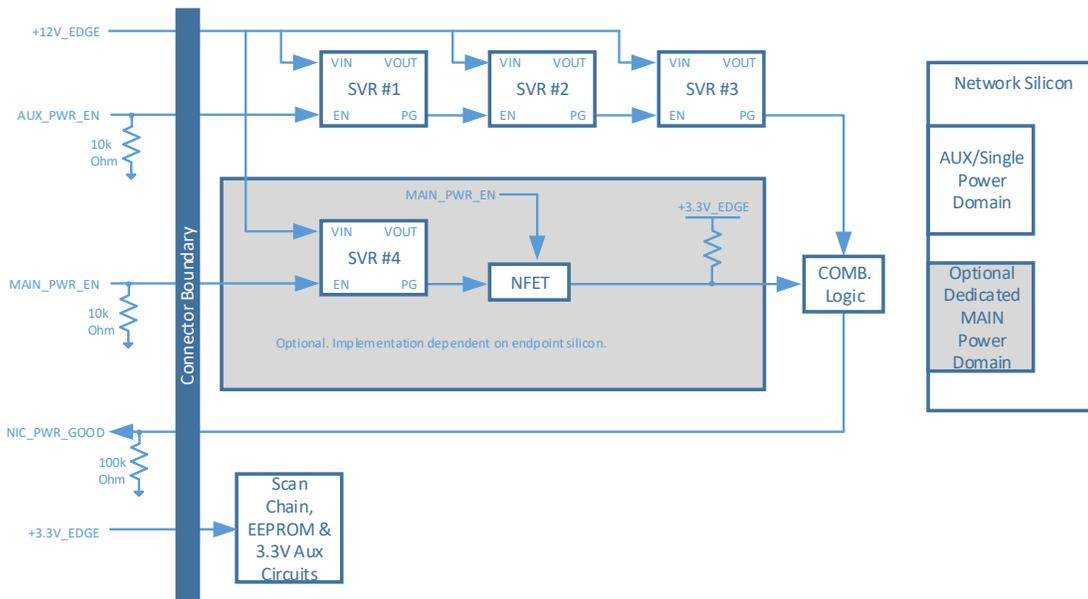 +12V_EDGE
VIN VOUT
SVR #1
EN PG
VIN VOUT
SVR #2
EN PG
VIN VOUT
SVR #3
EN PG
Network Silicon
AUX_PWR_EN
10k
Ohm
AUX/Single
Power
Domain
MAIN_PWR_EN
+3.3V_EDGE
VIN VOUT
SVR #4
EN PG
NFET
COMB.
Logic
MAIN_PWR_EN
10k
Ohm
Connector Boundary
Optional
Dedicated
MAIN
Power
Domain
Optional. Implementation dependent on endpoint silicon.
NIC_PWR_GOOD
100k
Ohm
+3.3V_EDGE
Scan
Chain,
EEPROM &
3.3V Aux
Circuits